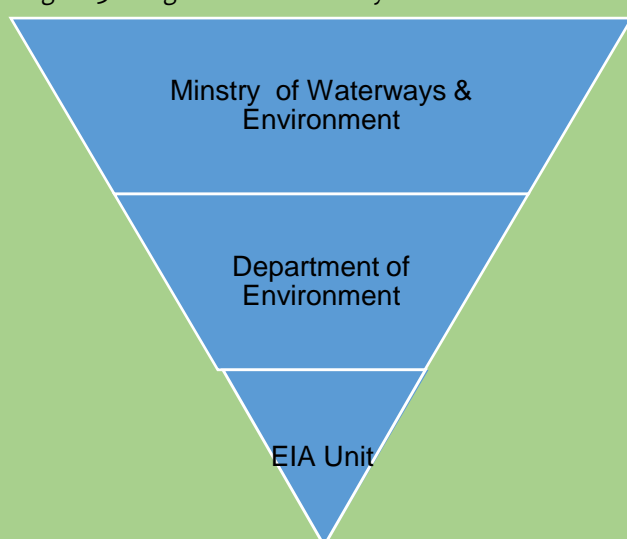 Minstry of Waterways &
Environment
Department of
Environment
EIA Unit